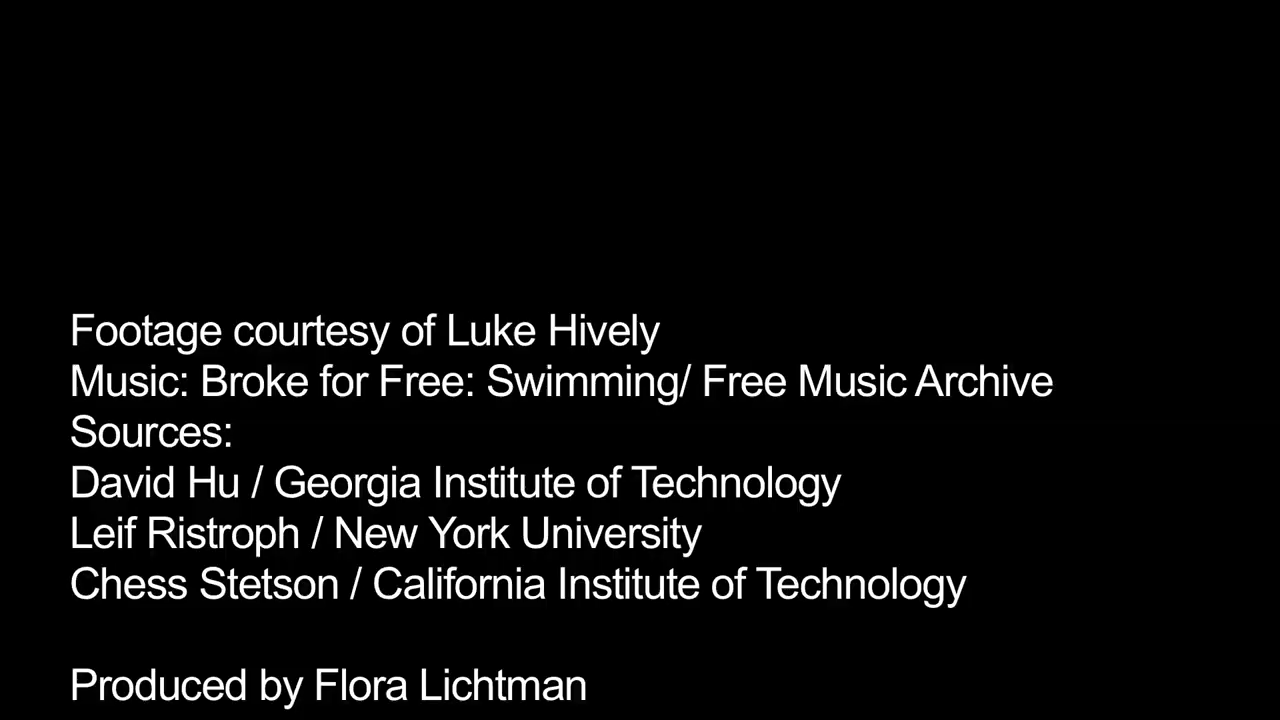 Footage courtesy of Luke Hively
Music: Broke for Free: Swimming/ Free Music Archive
Sources:
David Hu / Georgia Institute of Technology
Leif Ristroph / New York University
Chess Stetson / California Institute of Technology
Produced by Flora Lichtman